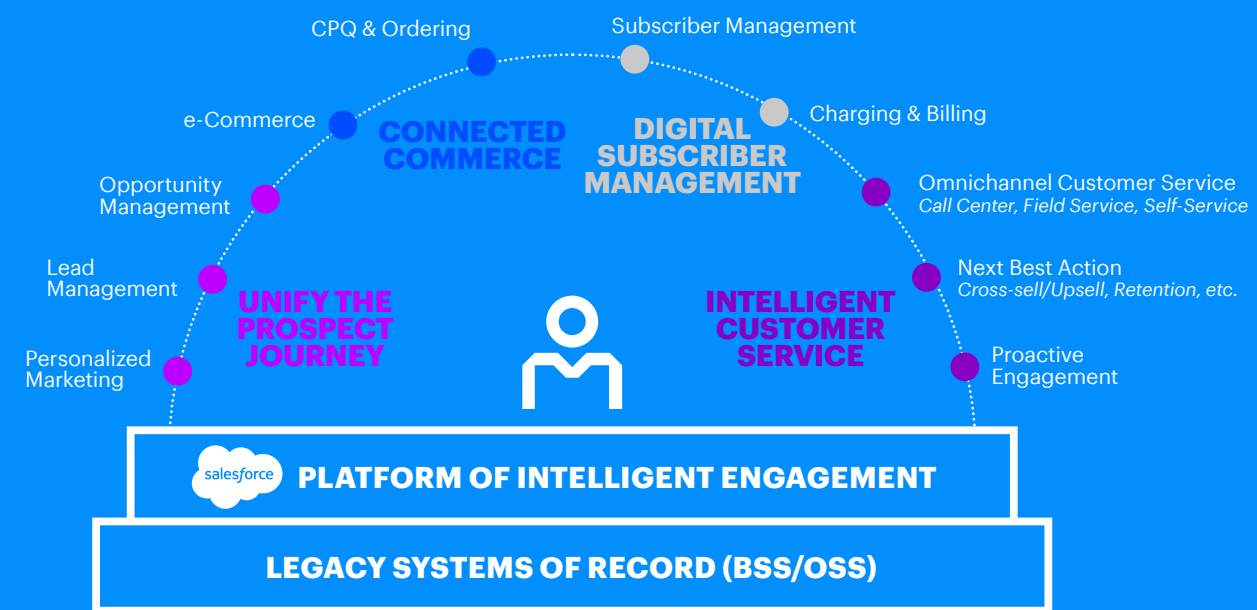 CPQ & Ordering
Subscriber Management
e-Commerce
Charging & Billing
CONNECTED
COMMERCE
DIGITAL
SUBSCRIBER
MANAGEMENT
Opportunity
Management
Omnichannel Customer Service
Call Center, Field Service, Self-Service
Lead
Management
Next Best Action
Cross-sell/Upsell, Retention, etc.
UNIFY THE
PROSPECT
JOURNEY
INTELLIGENT
CUSTOMER
SERVICE
Personalized
Marketing
Proactive
Engagement
salesforce
PLATFORM OF INTELLIGENT ENGAGEMENT
LEGACY SYSTEMS OF RECORD (BSS/OSS)